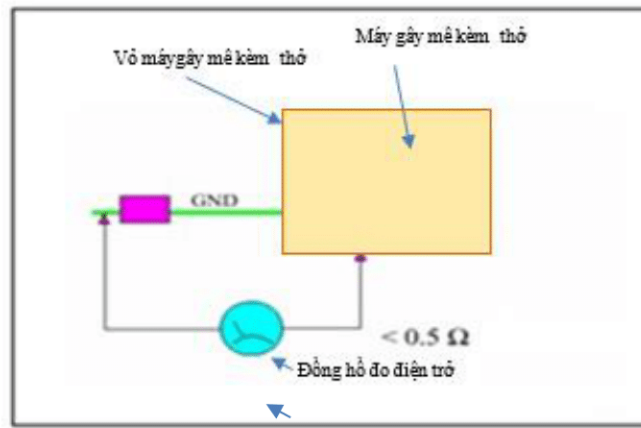 Máy gây mê kèm thở
Vỏ máygây mê kèm thở
GND
< 0.5 Ω
Đồng hồ đo điện trở